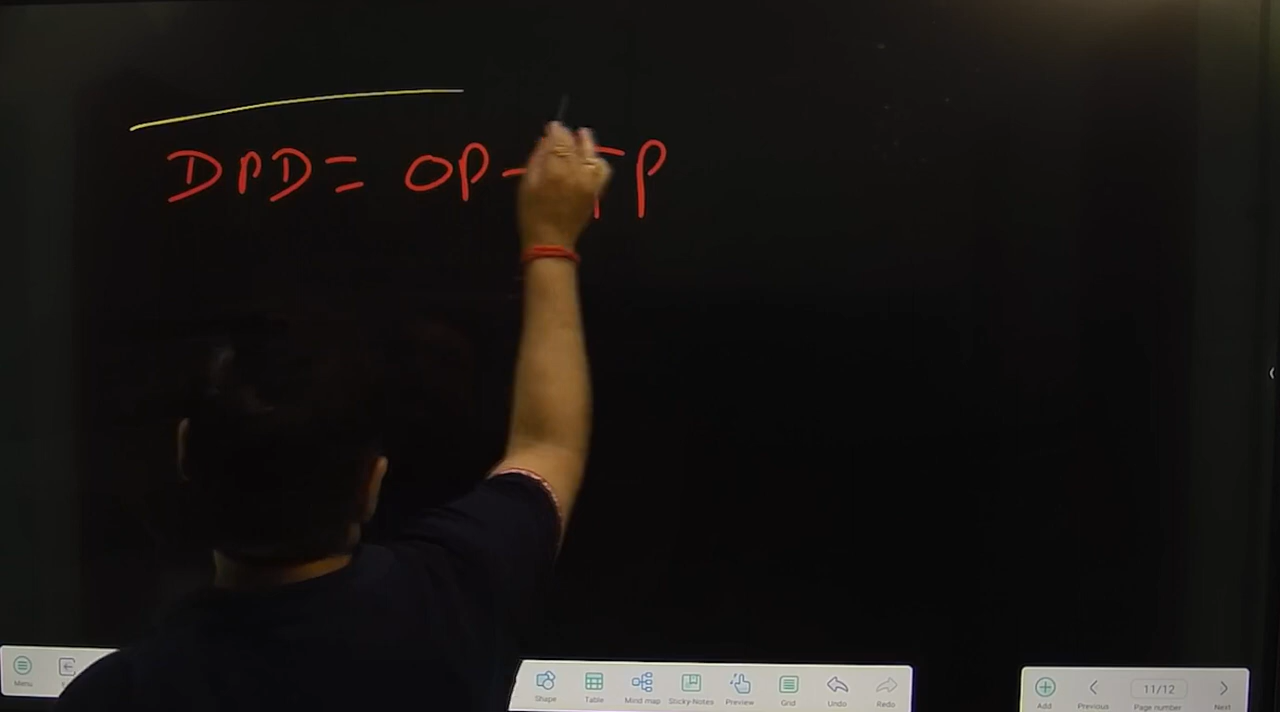 DPD = OP - TP
Menu
Shape Table Mind map Sticky-Notes Preview Grid Undo Redo
Add Previous 11/12 Page number Next